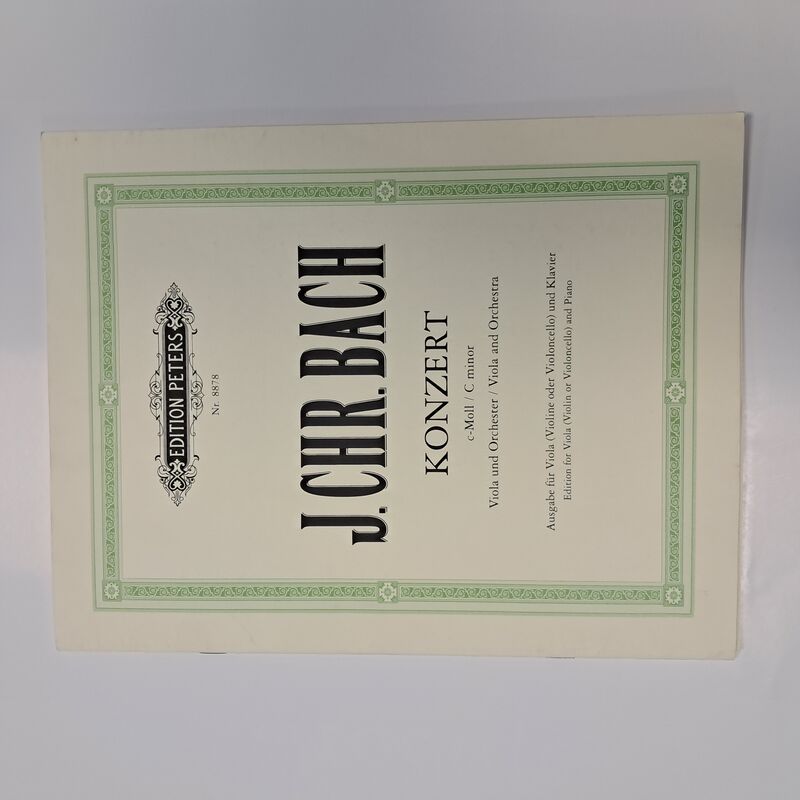 EDITION PETERS
Nr. 8878
J. CHR. BACH
KONZERT
c-Moll / C minor
Viola und Orchester / Viola and Orchestra
Ausgabe für Viola (Violine oder Violoncello) und Klavier
Edition for Viola (Violin or Violoncello) and Piano